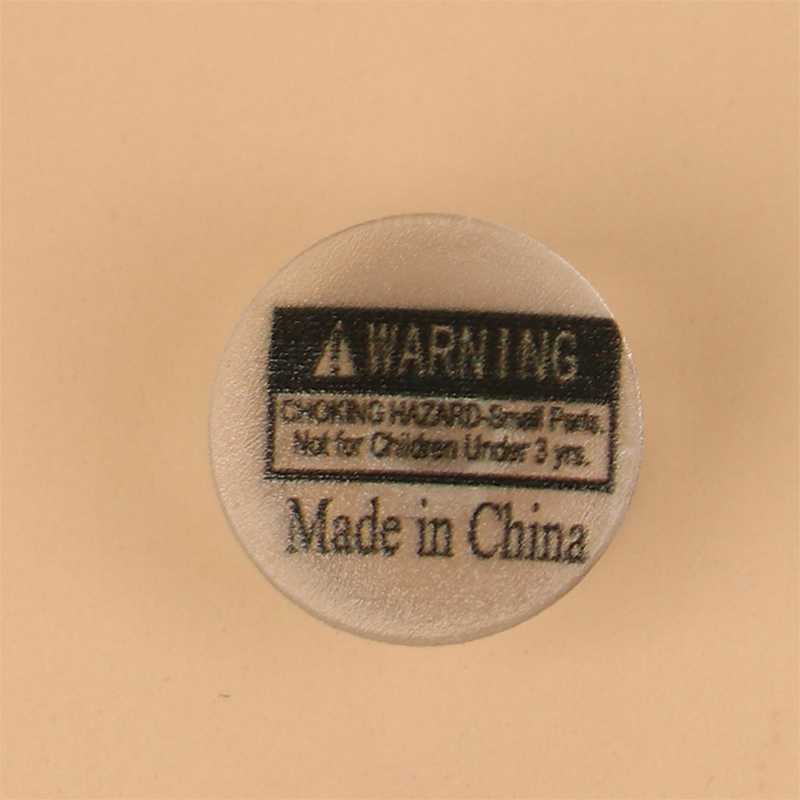 ⚠ WARNING
CHOKING HAZARD-Small Parts.
Not for Children Under 3 yrs.
Made in China